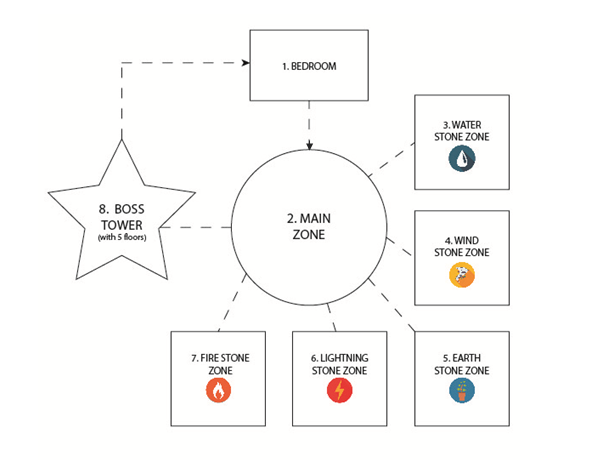 1. BEDROOM
2. MAIN
ZONE
3. WATER
STONE ZONE
4. WIND
STONE ZONE
5. EARTH
STONE ZONE
6. LIGHTNING
STONE ZONE
7. FIRE STONE
ZONE
8. BOSS
TOWER
(with 5 floors)